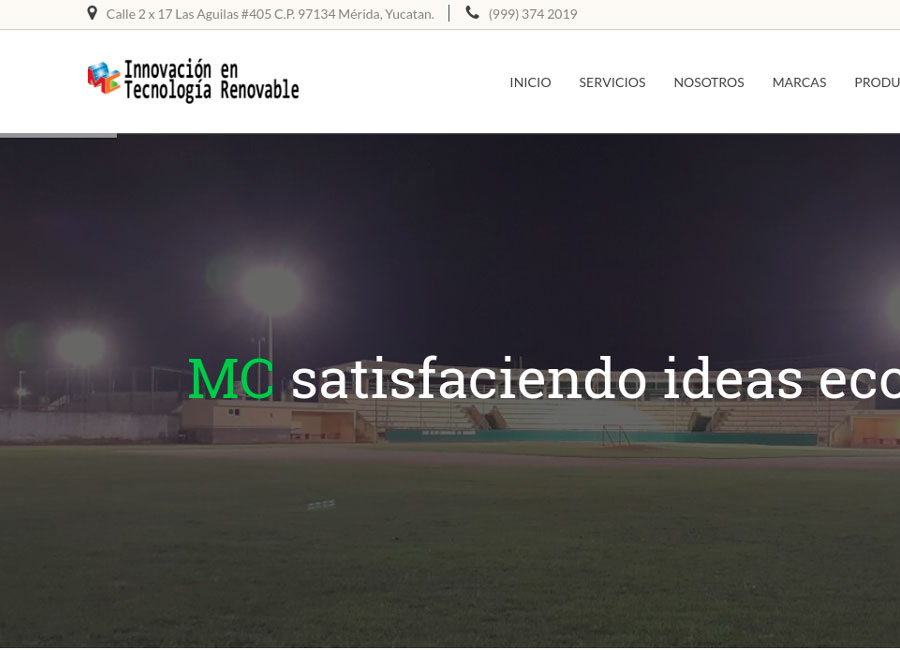 Calle 2 x 17 Las Aguilas #405 C.P. 97134 Mérida, Yucatan. (999) 374 2019
Innovación en
Tecnología Renovable
INICIO SERVICIOS NOSOTROS MARCAS PRODU
MC satisfaciendo ideas eco